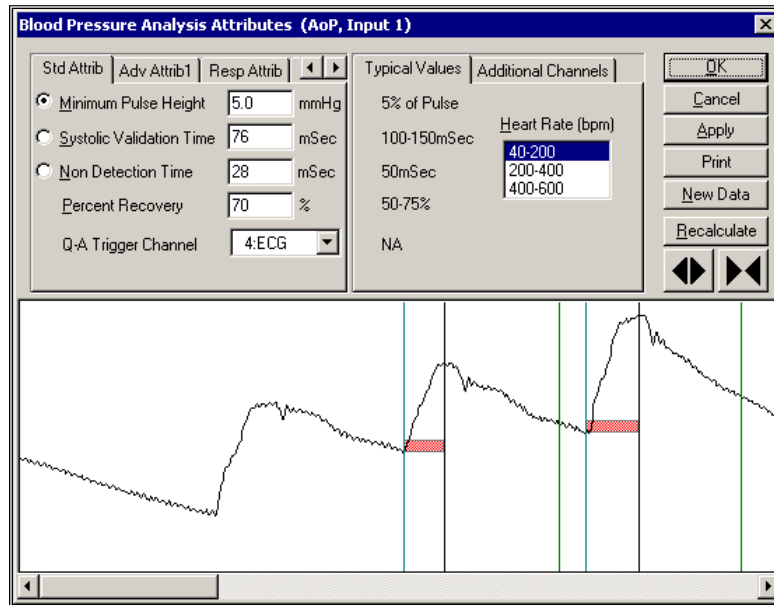 Blood Pressure Analysis Attributes (AoP, Input 1)
Std Attrib Adv Attrib1 Resp Attrib
Minimum Pulse Height 5.0 mmHg
Systolic Validation Time 76 mSec
Non Detection Time 28 mSec
Percent Recovery 70 %
Q-A Trigger Channel 4:ECG
Typical Values Additional Channels
5% of Pulse
100-150mSec
50mSec
50-75%
NA
Heart Rate (bpm)
40-200
200-400
400-600
OK
Cancel
Apply
Print
New Data
Recalculate